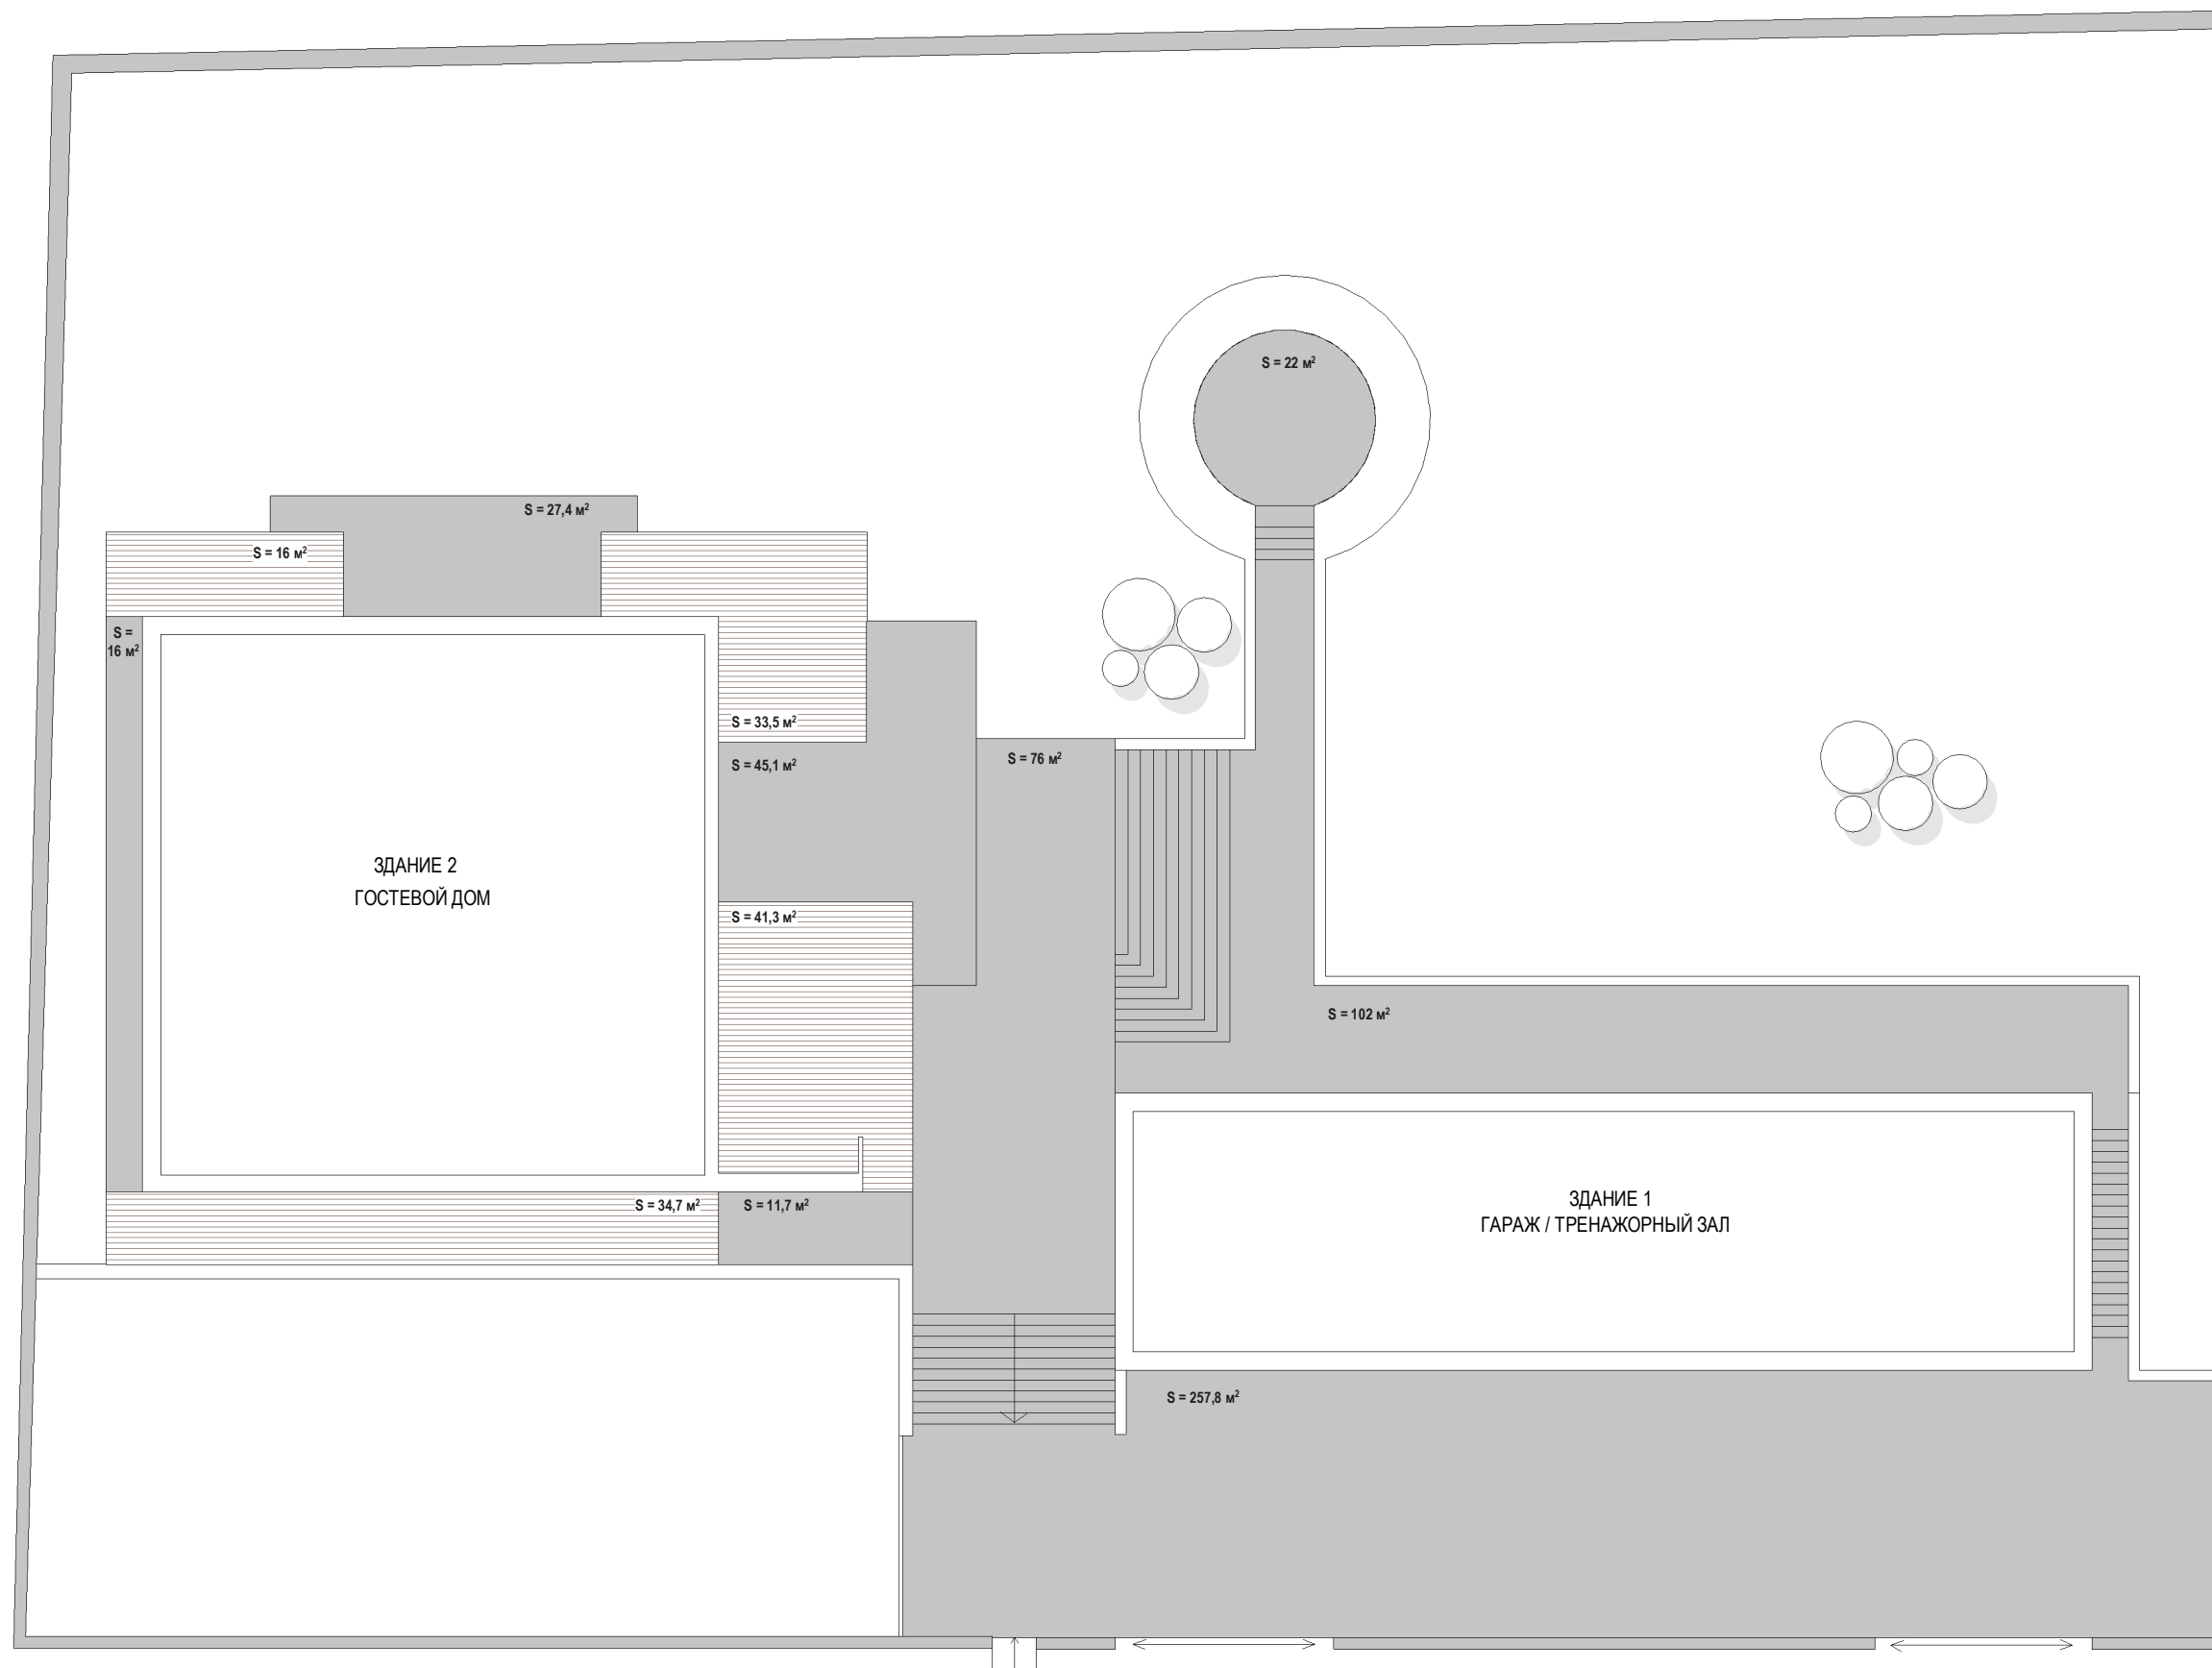 S = 22 м²
S = 27,4 м²
S = 16 м²
S =
16 м²
S = 33,5 м²
S = 45,1 м²
S = 76 м²
ЗДАНИЕ 2
ГОСТЕВОЙ ДОМ
S = 41,3 м²
S = 102 м²
S = 34,7 м²
S = 11,7 м²
ЗДАНИЕ 1
ГАРАЖ / ТРЕНАЖОРНЫЙ ЗАЛ
S = 257,8 м²